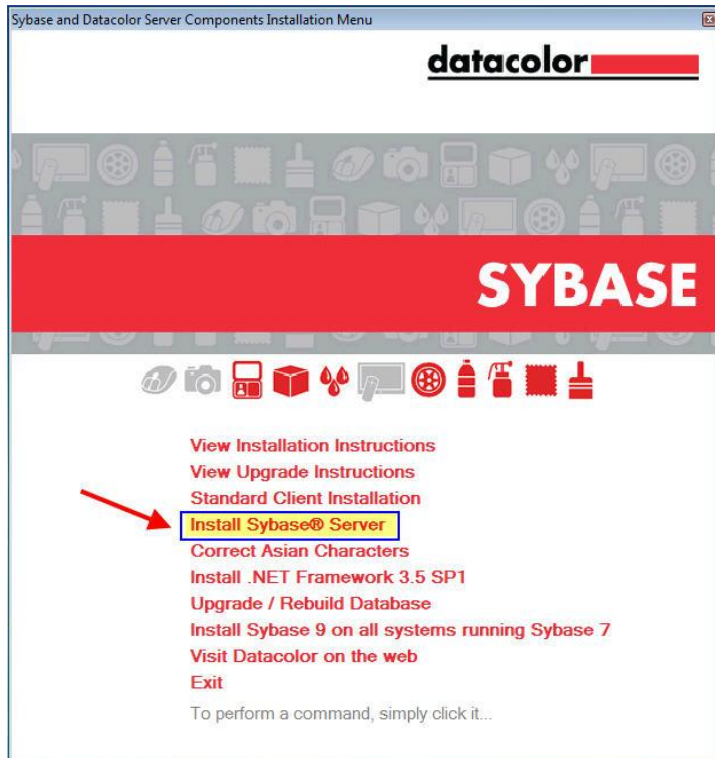 Sybase and Datacolor Server Components Installation Menu
datacolor
SYBASE
View Installation Instructions
View Upgrade Instructions
Standard Client Installation
Install Sybase® Server
Correct Asian Characters
Install .NET Framework 3.5 SP1
Upgrade / Rebuild Database
Install Sybase 9 on all systems running Sybase 7
Visit Datacolor on the web
Exit
To perform a command, simply click it...